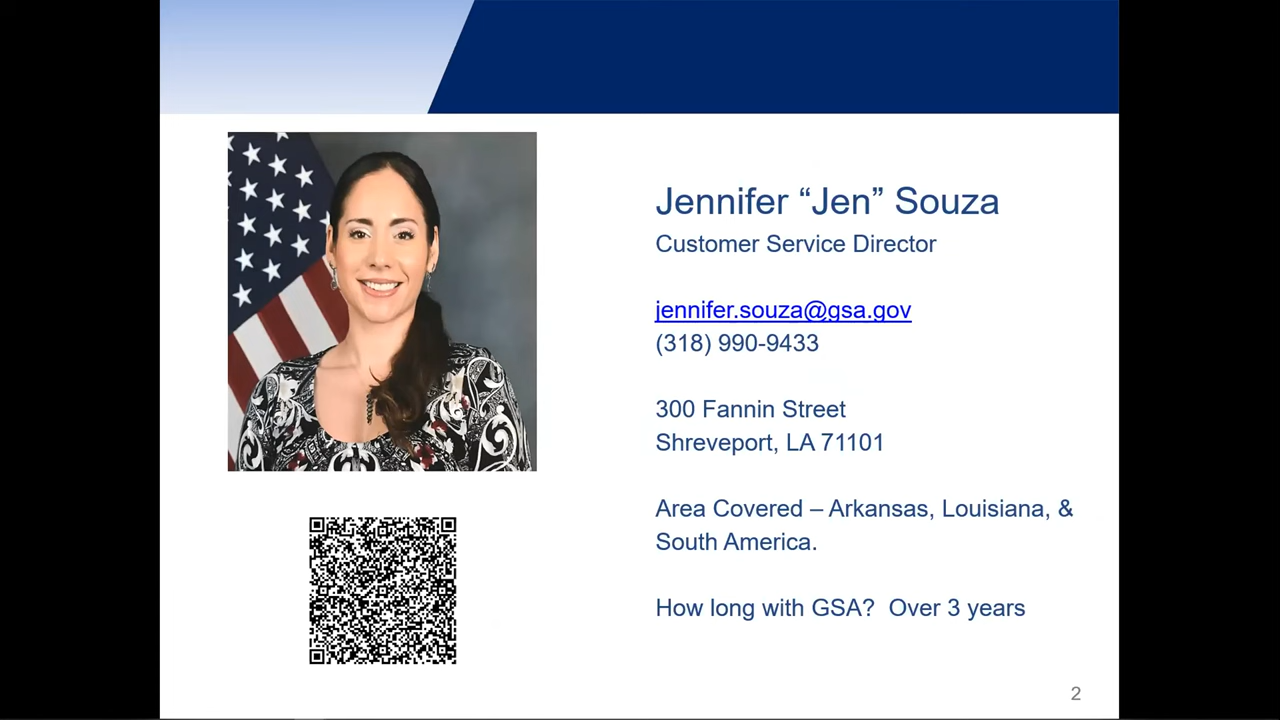 Jennifer “Jen” Souza
Customer Service Director
jennifer.souza@gsa.gov
(318) 990-9433
300 Fannin Street
Shreveport, LA 71101
Area Covered – Arkansas, Louisiana, &
South America.
How long with GSA?  Over 3 years
2